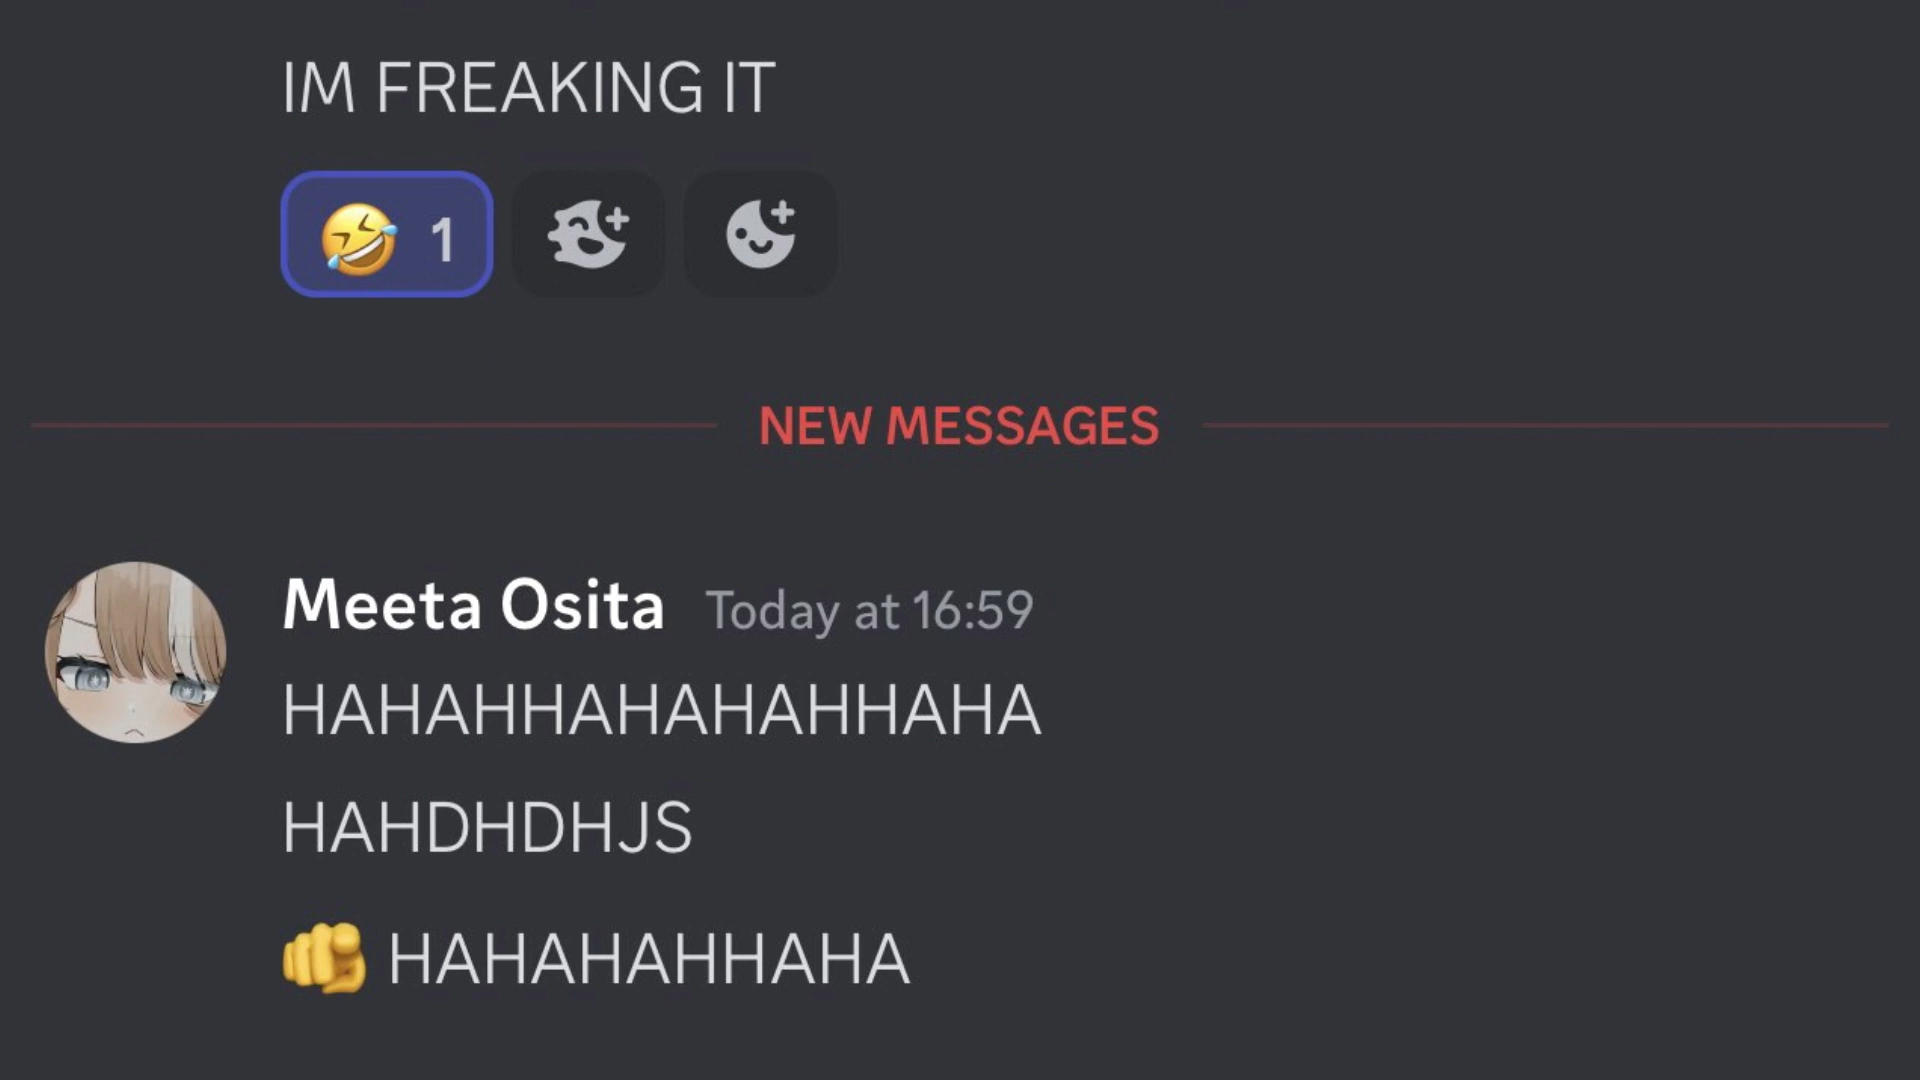 IM FREAKING IT
🤣 1
NEW MESSAGES
Meeta Osita Today at 16:59
HAHAHHAHAHAHHAHA
HAHDHDHJS
🫵 HAHAHAHHAHA